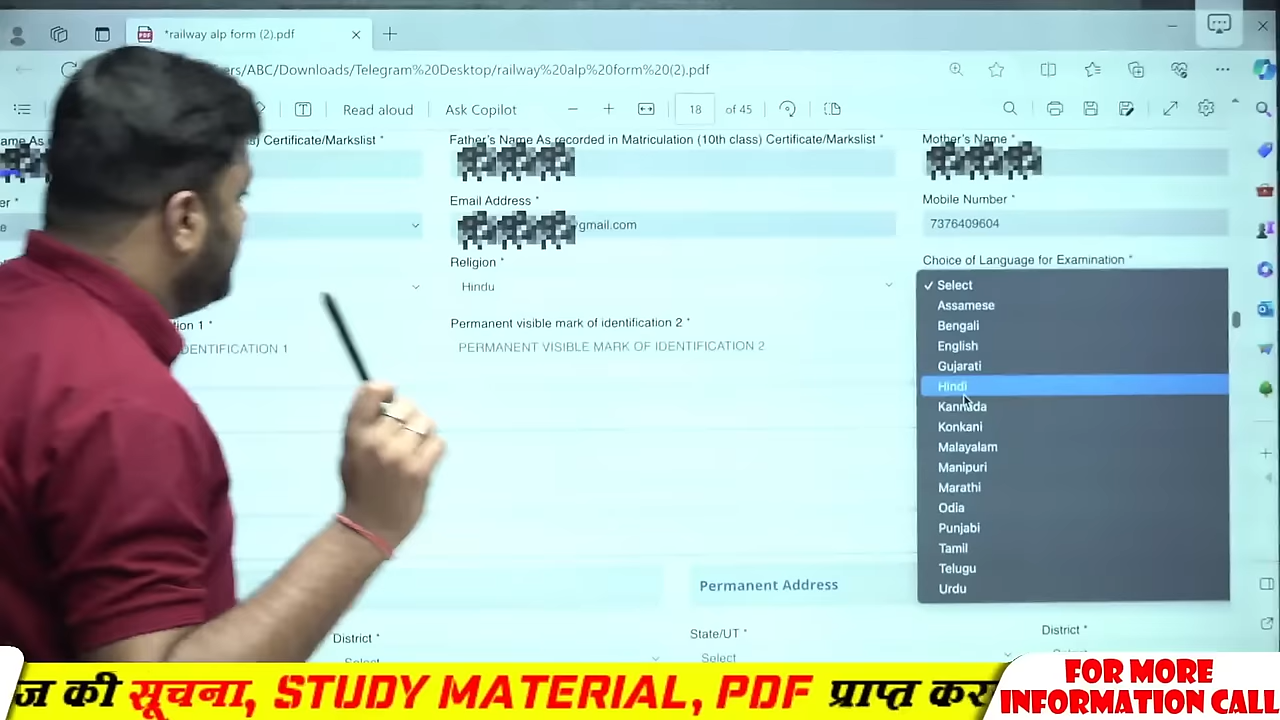 *railway alp form (2).pdf
ers/ABC/Downloads/Telegram%20Desktop/railway%20alp%20form%20(2).pdf
Read aloud Ask Copilot 18 of 45
Certificate/Markslist * Father's Name As recorded in Matriculation (10th class) Certificate/Markslist * Mother's Name *
Email Address * Mobile Number *
gmail.com 7376409604
Religion * Choice of Language for Examination *
Hindu
✓ Select
Assamese
Bengali
English
Gujarati
Hindi
Kannada
Konkani
Malayalam
Manipuri
Marathi
Odia
Punjabi
Tamil
Telugu
Urdu
tion 1 * Permanent visible mark of identification 2 *
DENTIFICATION 1 PERMANENT VISIBLE MARK OF IDENTIFICATION 2
Permanent Address
District * State/UT * District *
Select Select
ज की सूचना, STUDY MATERIAL, PDF प्राप्त कर
FOR MORE
INFORMATION CALL